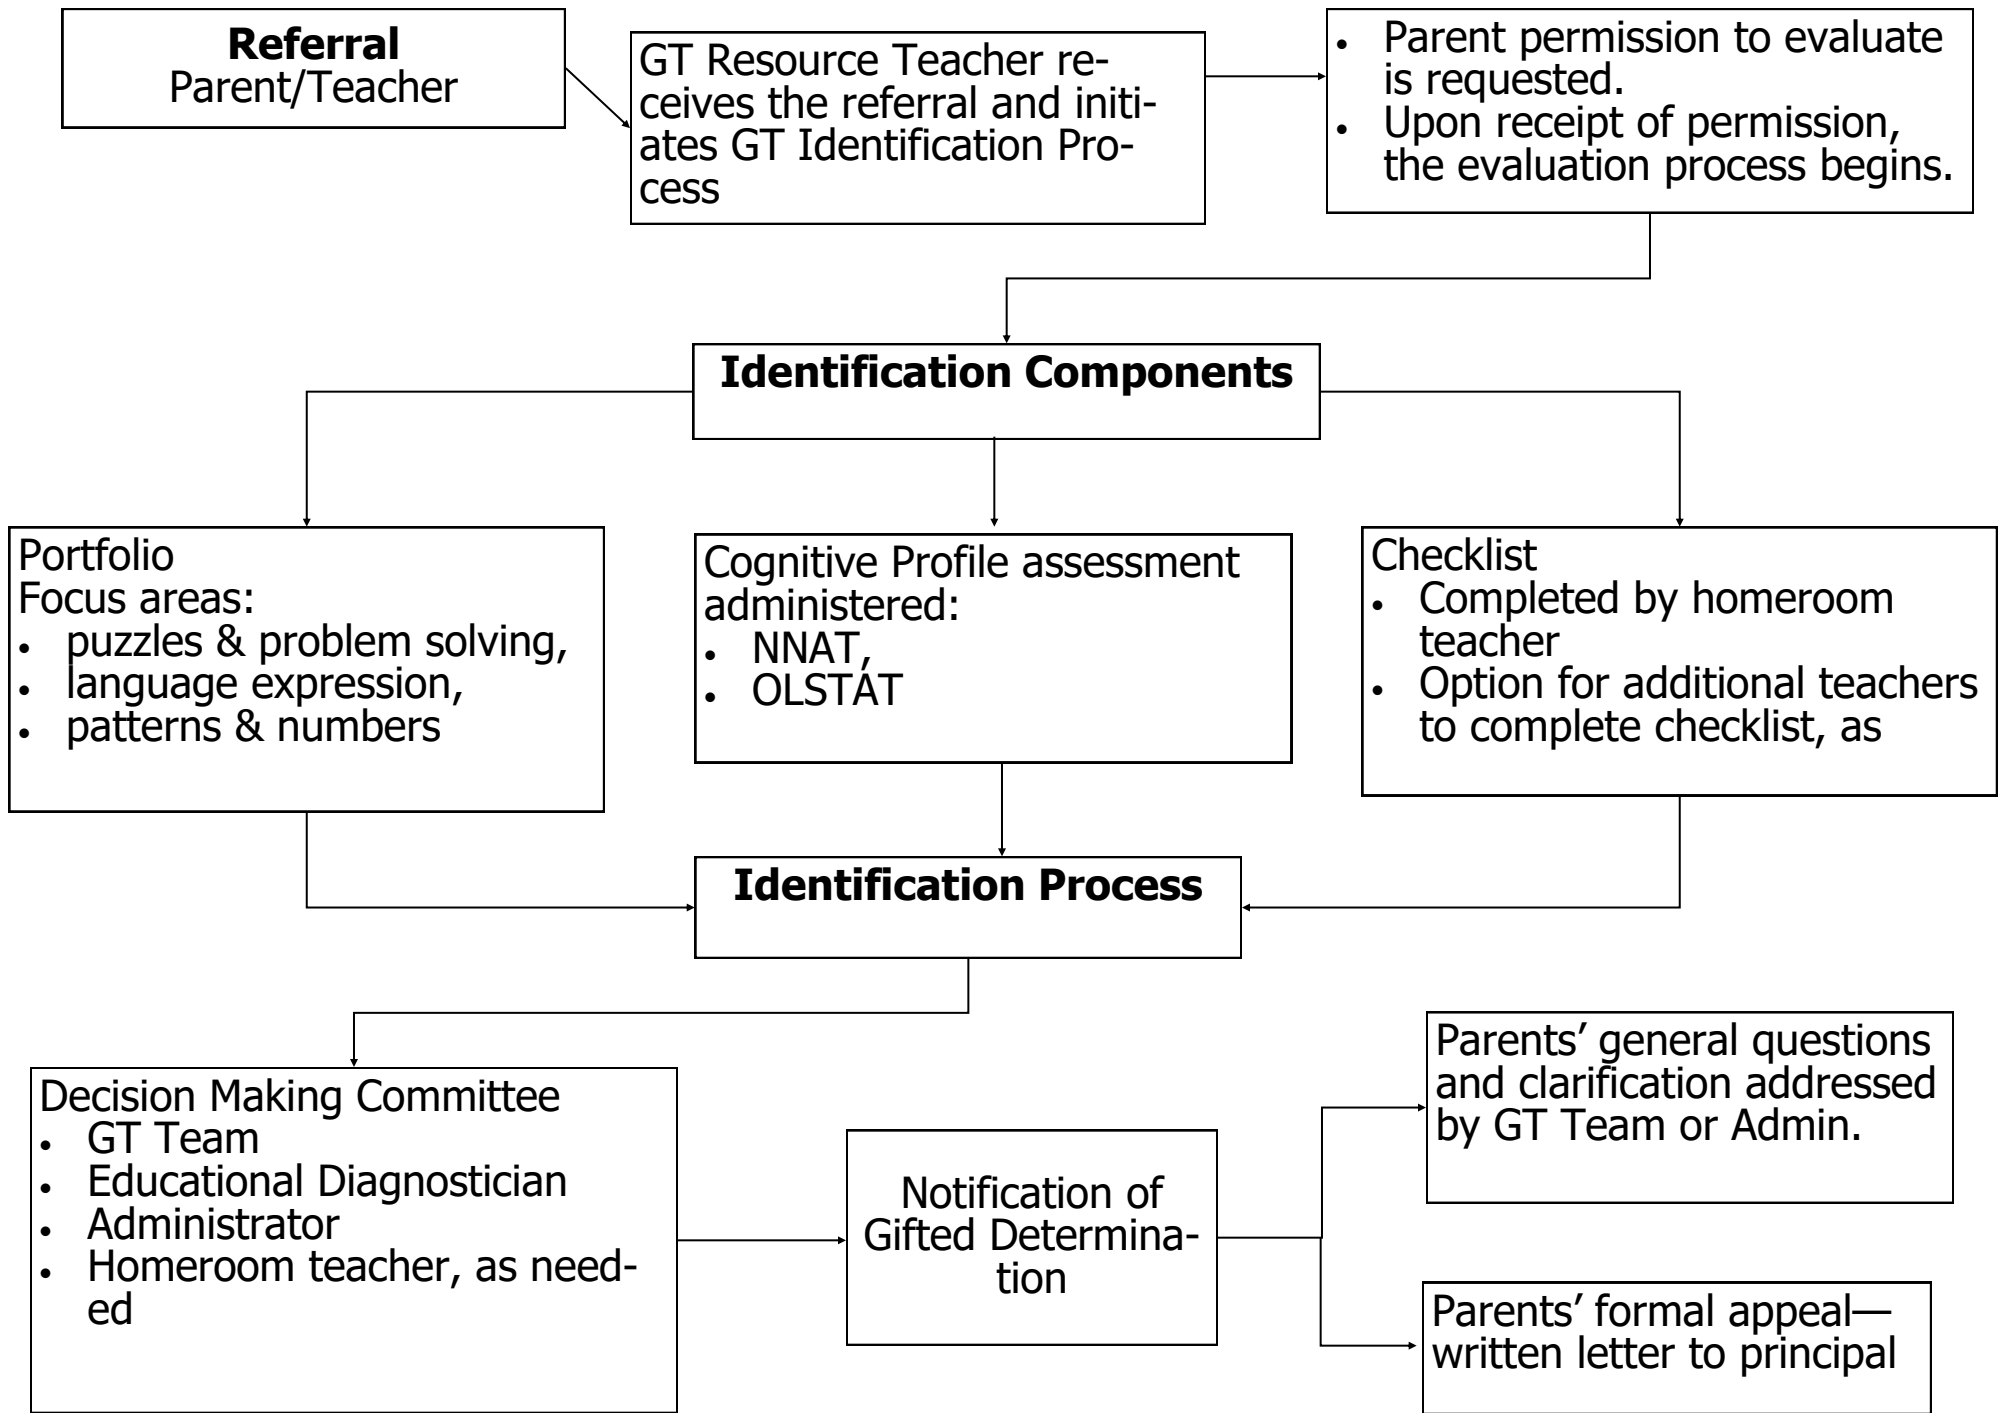 Referral
Parent/Teacher
GT Resource Teacher re-
ceives the referral and initi-
ates GT Identification Pro-
cess
• Parent permission to evaluate
is requested.
• Upon receipt of permission,
the evaluation process begins.
Identification Components
Portfolio
Focus areas:
• puzzles & problem solving,
• language expression,
• patterns & numbers
Cognitive Profile assessment
administered:
• NNAT,
• OLSTAT
Checklist
• Completed by homeroom
teacher
• Option for additional teachers
to complete checklist, as
Identification Process
Decision Making Committee
• GT Team
• Educational Diagnostician
• Administrator
• Homeroom teacher, as need-
ed
Notification of
Gifted Determina-
tion
Parents’ general questions
and clarification addressed
by GT Team or Admin.
Parents’ formal appeal—
written letter to principal